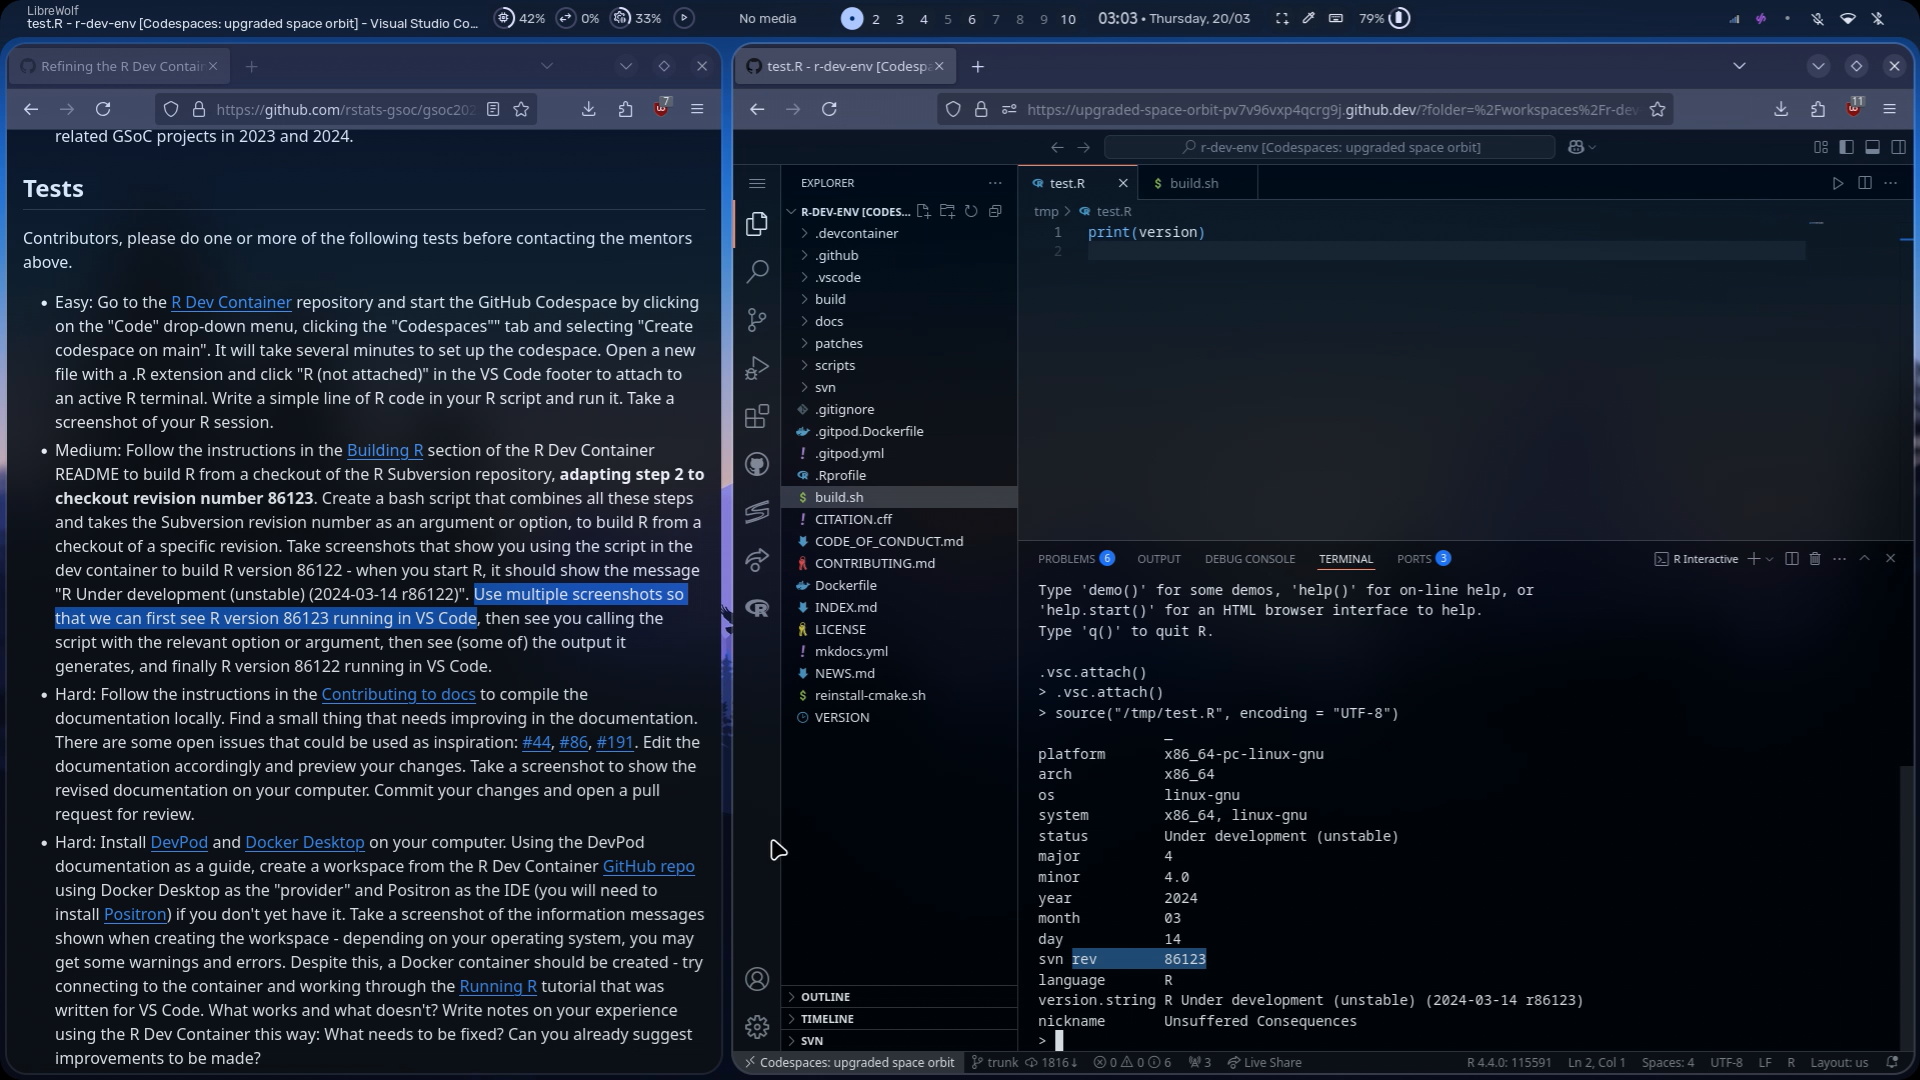 LibreWolf
test.R - r-dev-env [Codespaces: upgraded space orbit] - Visual Studio Co...
42% 0% 33%
No media
2 3 4 5 6 7 8 9 10
03:03 • Thursday, 20/03
79%
Refining the R Dev Contain
7
https://github.com/rstats-gsoc/gsoc202
related GSoC projects in 2023 and 2024.
Tests
Contributors, please do one or more of the following tests before contacting the mentors
above.
• Easy: Go to the R Dev Container repository and start the GitHub Codespace by clicking
on the "Code" drop-down menu, clicking the "Codespaces"" tab and selecting "Create
codespace on main". It will take several minutes to set up the codespace. Open a new
file with a .R extension and click "R (not attached)" in the VS Code footer to attach to
an active R terminal. Write a simple line of R code in your R script and run it. Take a
screenshot of your R session.
• Medium: Follow the instructions in the Building R section of the R Dev Container
README to build R from a checkout of the R Subversion repository, adapting step 2 to
checkout revision number 86123. Create a bash script that combines all these steps
and takes the Subversion revision number as an argument or option, to build R from a
checkout of a specific revision. Take screenshots that show you using the script in the
dev container to build R version 86122 - when you start R, it should show the message
"R Under development (unstable) (2024-03-14 r86122)". Use multiple screenshots so
that we can first see R version 86123 running in VS Code, then see you calling the
script with the relevant option or argument, then see (some of) the output it
generates, and finally R version 86122 running in VS Code.
• Hard: Follow the instructions in the Contributing to docs to compile the
documentation locally. Find a small thing that needs improving in the documentation.
There are some open issues that could be used as inspiration: #44, #86, #191. Edit the
documentation accordingly and preview your changes. Take a screenshot to show the
revised documentation on your computer. Commit your changes and open a pull
request for review.
• Hard: Install DevPod and Docker Desktop on your computer. Using the DevPod
documentation as a guide, create a workspace from the R Dev Container GitHub repo
using Docker Desktop as the "provider" and Positron as the IDE (you will need to
install Positron) if you don't yet have it. Take a screenshot of the information messages
shown when creating the workspace - depending on your operating system, you may
get some warnings and errors. Despite this, a Docker container should be created - try
connecting to the container and working through the Running R tutorial that was
written for VS Code. What works and what doesn't? Write notes on your experience
using the R Dev Container this way: What needs to be fixed? Can you already suggest
improvements to be made?
test.R - r-dev-env [Codesp
11
https://upgraded-space-orbit-pv7v96vxp4qcrg9j.github.dev/?folder=%2Fworkspaces%2Fr-dev
r-dev-env [Codespaces: upgraded space orbit]
EXPLORER
R-DEV-ENV [CODES...
.devcontainer
.github
.vscode
build
docs
patches
scripts
svn
.gitignore
.gitpod.Dockerfile
.gitpod.yml
.Rprofile
build.sh
CITATION.cff
CODE_OF_CONDUCT.md
CONTRIBUTING.md
Dockerfile
INDEX.md
LICENSE
mkdocs.yml
NEWS.md
reinstall-cmake.sh
VERSION
OUTLINE
TIMELINE
SVN
test.R
build.sh
tmp > test.R
1 print(version)
2
PROBLEMS 6 OUTPUT DEBUG CONSOLE TERMINAL PORTS 3
R Interactive
Type 'demo()' for some demos, 'help()' for on-line help, or
'help.start()' for an HTML browser interface to help.
Type 'q()' to quit R.
.vsc.attach()
> .vsc.attach()
> source("/tmp/test.R", encoding = "UTF-8")
_
platform x86_64-pc-linux-gnu
arch x86_64
os linux-gnu
system x86_64, linux-gnu
status Under development (unstable)
major 4
minor 4.0
year 2024
month 03
day 14
svn rev 86123
language R
version.string R Under development (unstable) (2024-03-14 r86123)
nickname Unsuffered Consequences
>
Codespaces: upgraded space orbit trunk 1816↓ 0 0 6 3 Live Share R 4.4.0: 115591 Ln 2, Col 1 Spaces: 4 UTF-8 LF R Layout: us